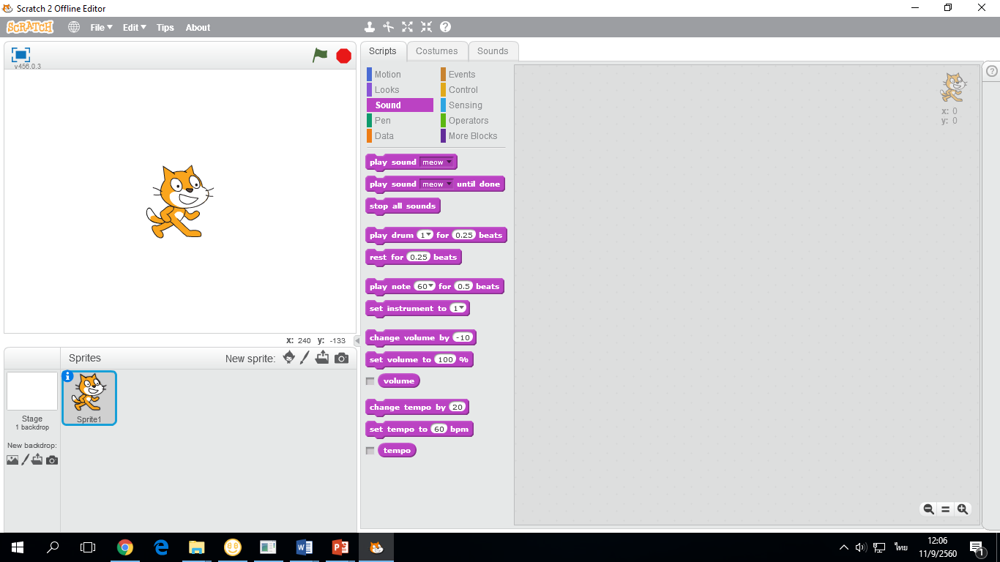 Scratch 2 Offline Editor
SCRATCH File Edit Tips About
v456.0.3
x: 240 y: -133
Sprites New sprite:
Stage
1 backdrop
New backdrop:
Sprite1
Scripts Costumes Sounds
Motion Events
Looks Control
Sound Sensing
Pen Operators
Data More Blocks
play sound meow
play sound meow until done
stop all sounds
play drum 1 for 0.25 beats
rest for 0.25 beats
play note 60 for 0.5 beats
set instrument to 1
change volume by -10
set volume to 100 %
volume
change tempo by 20
set tempo to 60 bpm
tempo
x: 0
y: 0
ไทย
12:06
11/9/2560
1